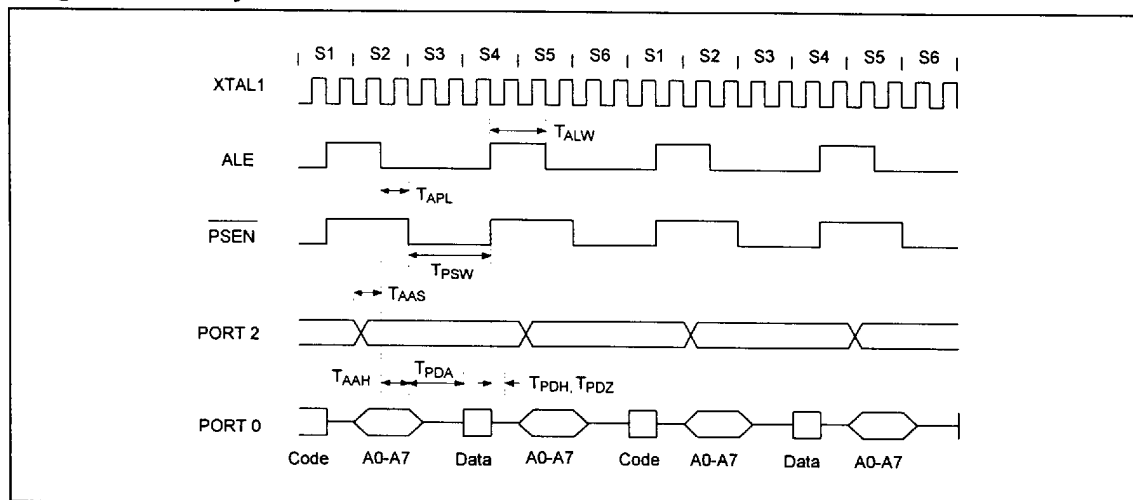 S1 S2 S3 S4 S5 S6 S1 S2 S3 S4 S5 S6
XTAL1
TALW
ALE
TAPL
PSEN
TPSW
TAAS
PORT 2
TAAH TPDA TPDH, TPDZ
PORT 0
Code A0-A7 Data A0-A7 Code A0-A7 Data A0-A7